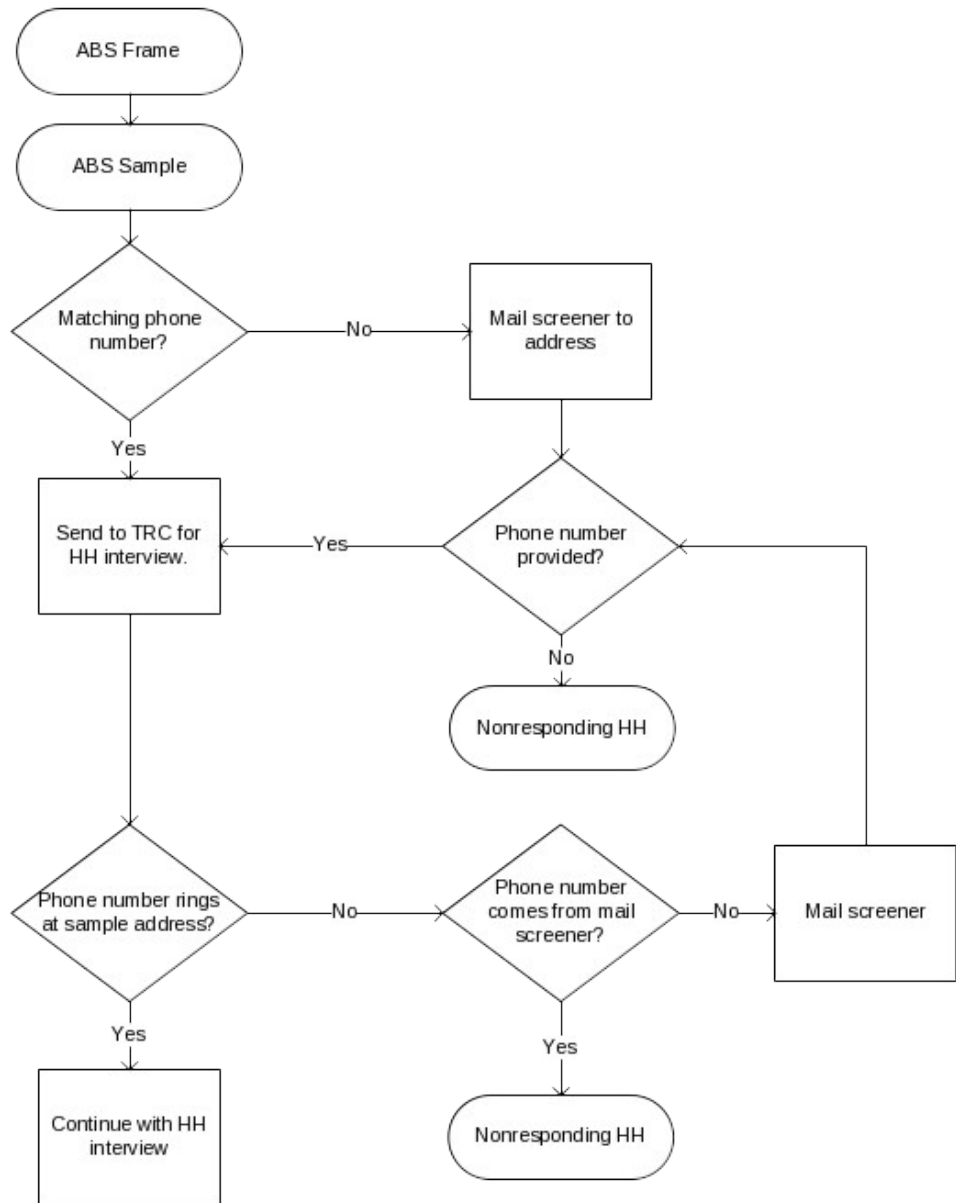 ABS Frame
ABS Sample
Matching phone
number?
No
Mail screener to
address
Yes
Send to TRC for
HH interview.
Yes
Phone number
provided?
No
Nonresponding HH
Phone number rings
at sample address?
No
Phone number
comes from mail
screener?
No
Mail screener
Yes
Yes
Continue with HH
interview
Nonresponding HH